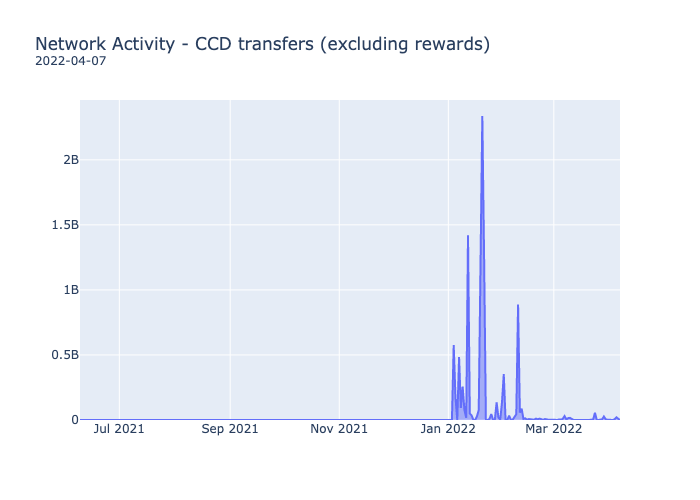 Network Activity - CCD transfers (excluding rewards)
2022-04-07
2B
1.5B
1B
0.5B
0
Jul 2021 Sep 2021 Nov 2021 Jan 2022 Mar 2022